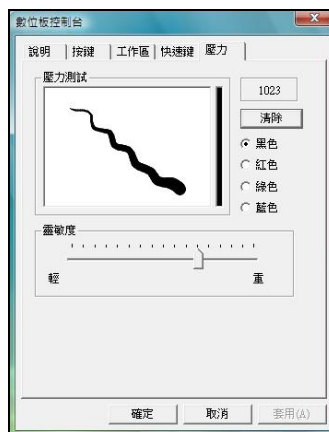 數位板控制台
說明 按鍵 工作區 快速鍵 壓力
壓力測試
1023
清除
黑色
紅色
綠色
藍色
靈敏度
輕 重
確定 取消 套用(A)